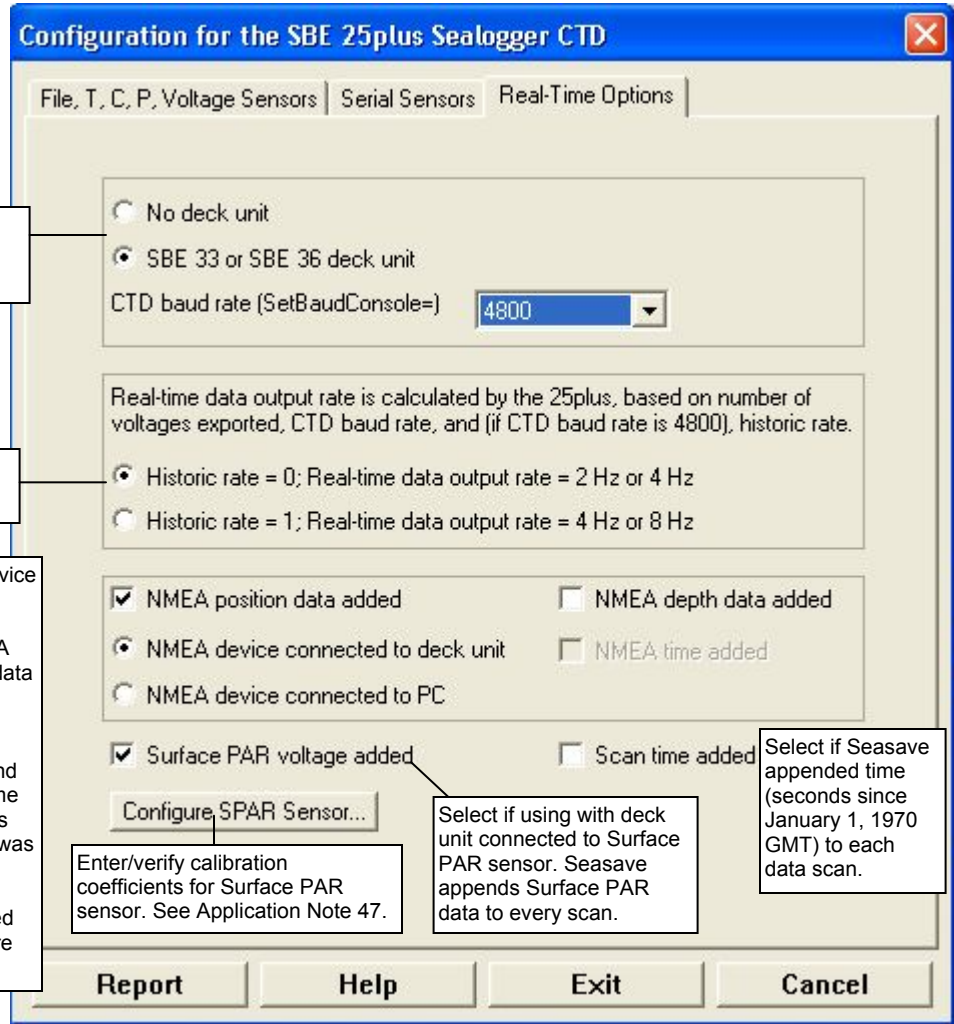 Configuration for the SBE 25plus Sealogger CTD
File, T, C, P, Voltage Sensors
Serial Sensors
Real-Time Options
No deck unit
SBE 33 or SBE 36 deck unit
CTD baud rate (SetBaudConsole=)
4800
Real-time data output rate is calculated by the 25plus, based on number of
voltages exported, CTD baud rate, and (if CTD baud rate is 4800), historic rate.
Historic rate = 0; Real-time data output rate = 2 Hz or 4 Hz
Historic rate = 1; Real-time data output rate = 4 Hz or 8 Hz
NMEA position data added
NMEA depth data added
NMEA device connected to deck unit
NMEA time added
NMEA device connected to PC
Surface PAR voltage added
Scan time added
Configure SPAR Sensor...
Enter/verify calibration
coefficients for Surface PAR
sensor. See Application Note 47.
Select if using with deck
unit connected to Surface
PAR sensor. Seasave
appends Surface PAR
data to every scan.
Select if Seasave
appended time
(seconds since
January 1, 1970
GMT) to each
data scan.
was
Report
Help
Exit
Cancel